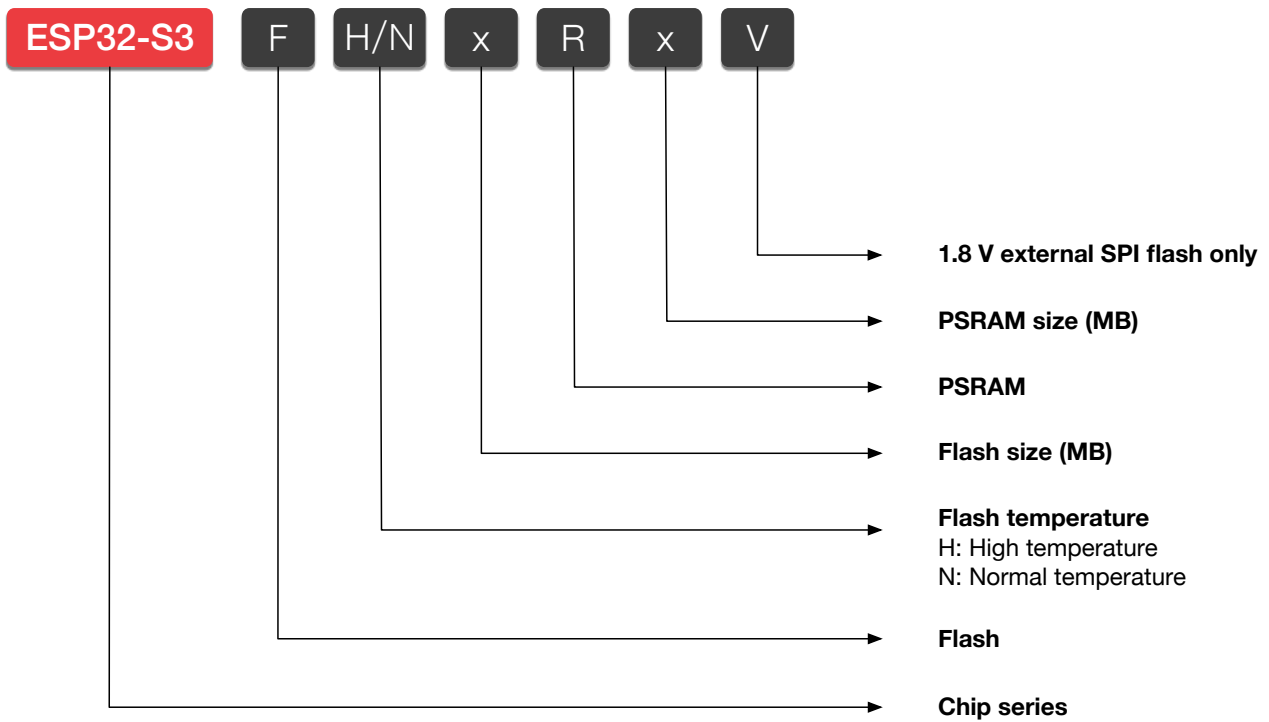 ESP32-S3 F H/N x R x V
1.8 V external SPI flash only
PSRAM size (MB)
PSRAM
Flash size (MB)
Flash temperature
H: High temperature
N: Normal temperature
Flash
Chip series